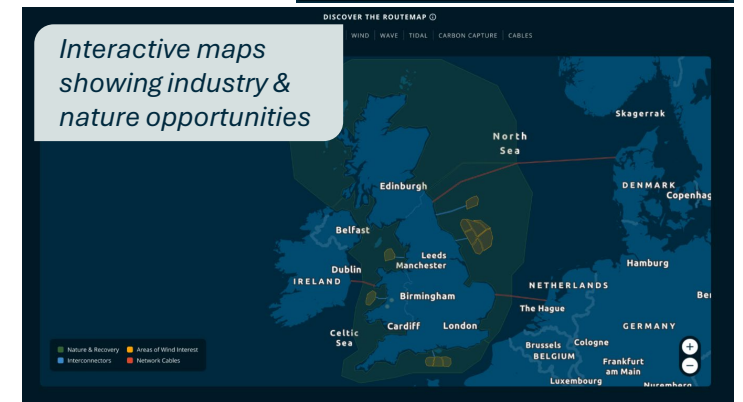 DISCOVER THE ROUTEMAP ⓘ
WIND | WAVE | TIDAL | CARBON CAPTURE | CABLES
Interactive maps
showing industry &
nature opportunities
Skagerrak
North
Sea
Edinburgh
DENMARK
Copenhag
Belfast
Leeds
Manchester
Dublin
IRELAND
Hamburg
Birmingham
NETHERLANDS
Ber
The Hague
Celtic
Sea
Cardiff
London
GERMANY
Brussels
Cologne
BELGIUM
Frankfurt
am Main
Luxembourg
Nuremberg
Nature & Recovery
Areas of Wind Interest
Interconnectors
Network Cables
+
−